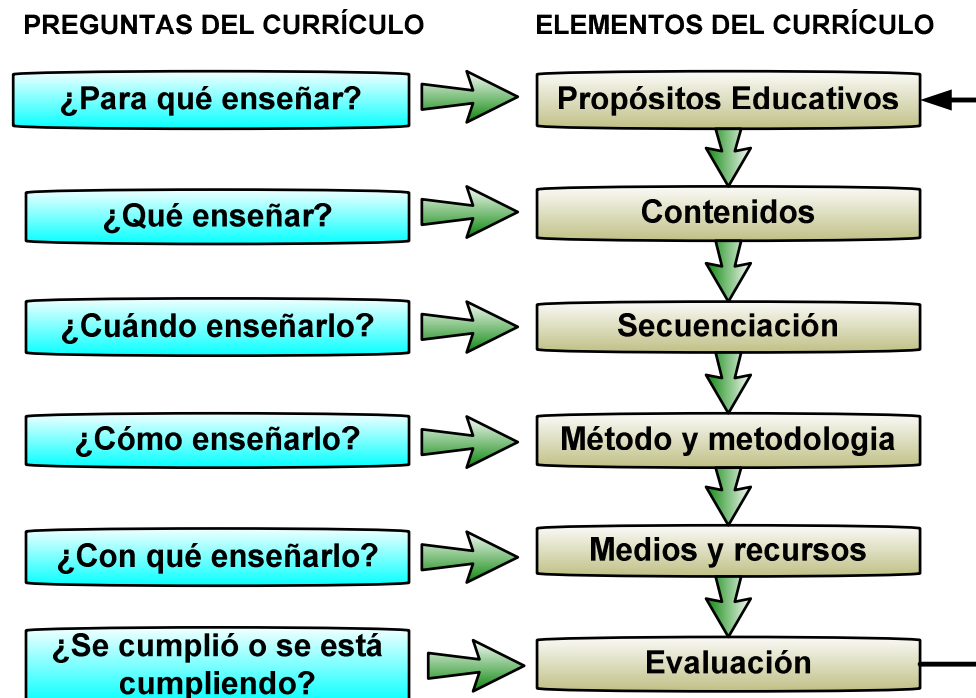 PREGUNTAS DEL CURRÍCULO
ELEMENTOS DEL CURRÍCULO
¿Para qué enseñar?
Propósitos Educativos
¿Qué enseñar?
Contenidos
¿Cuándo enseñarlo?
Secuenciación
¿Cómo enseñarlo?
Método y metodologia
¿Con qué enseñarlo?
Medios y recursos
¿Se cumplió o se está
cumpliendo?
Evaluación